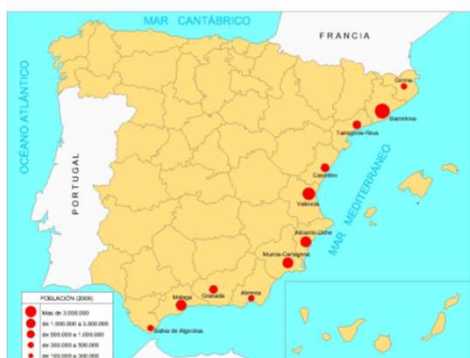 MAR CANTÁBRICO
FRANCIA
OCÉANO ATLÁNTICO
PORTUGAL
Girona
Barcelona
Tarragona-Reus
Castellón
Valencia
MAR MEDITERRÁNEO
Alicante-Elche
Murcia-Cartagena
Almería
Granada
Málaga
Bahía de Algeciras
POBLACIÓN (2006)
Mas de 3.000.000
de 1.000.000 a 3.000.000
de 500.000 a 1.000.000
de 300.000 a 500.000
de 100.000 a 300.000